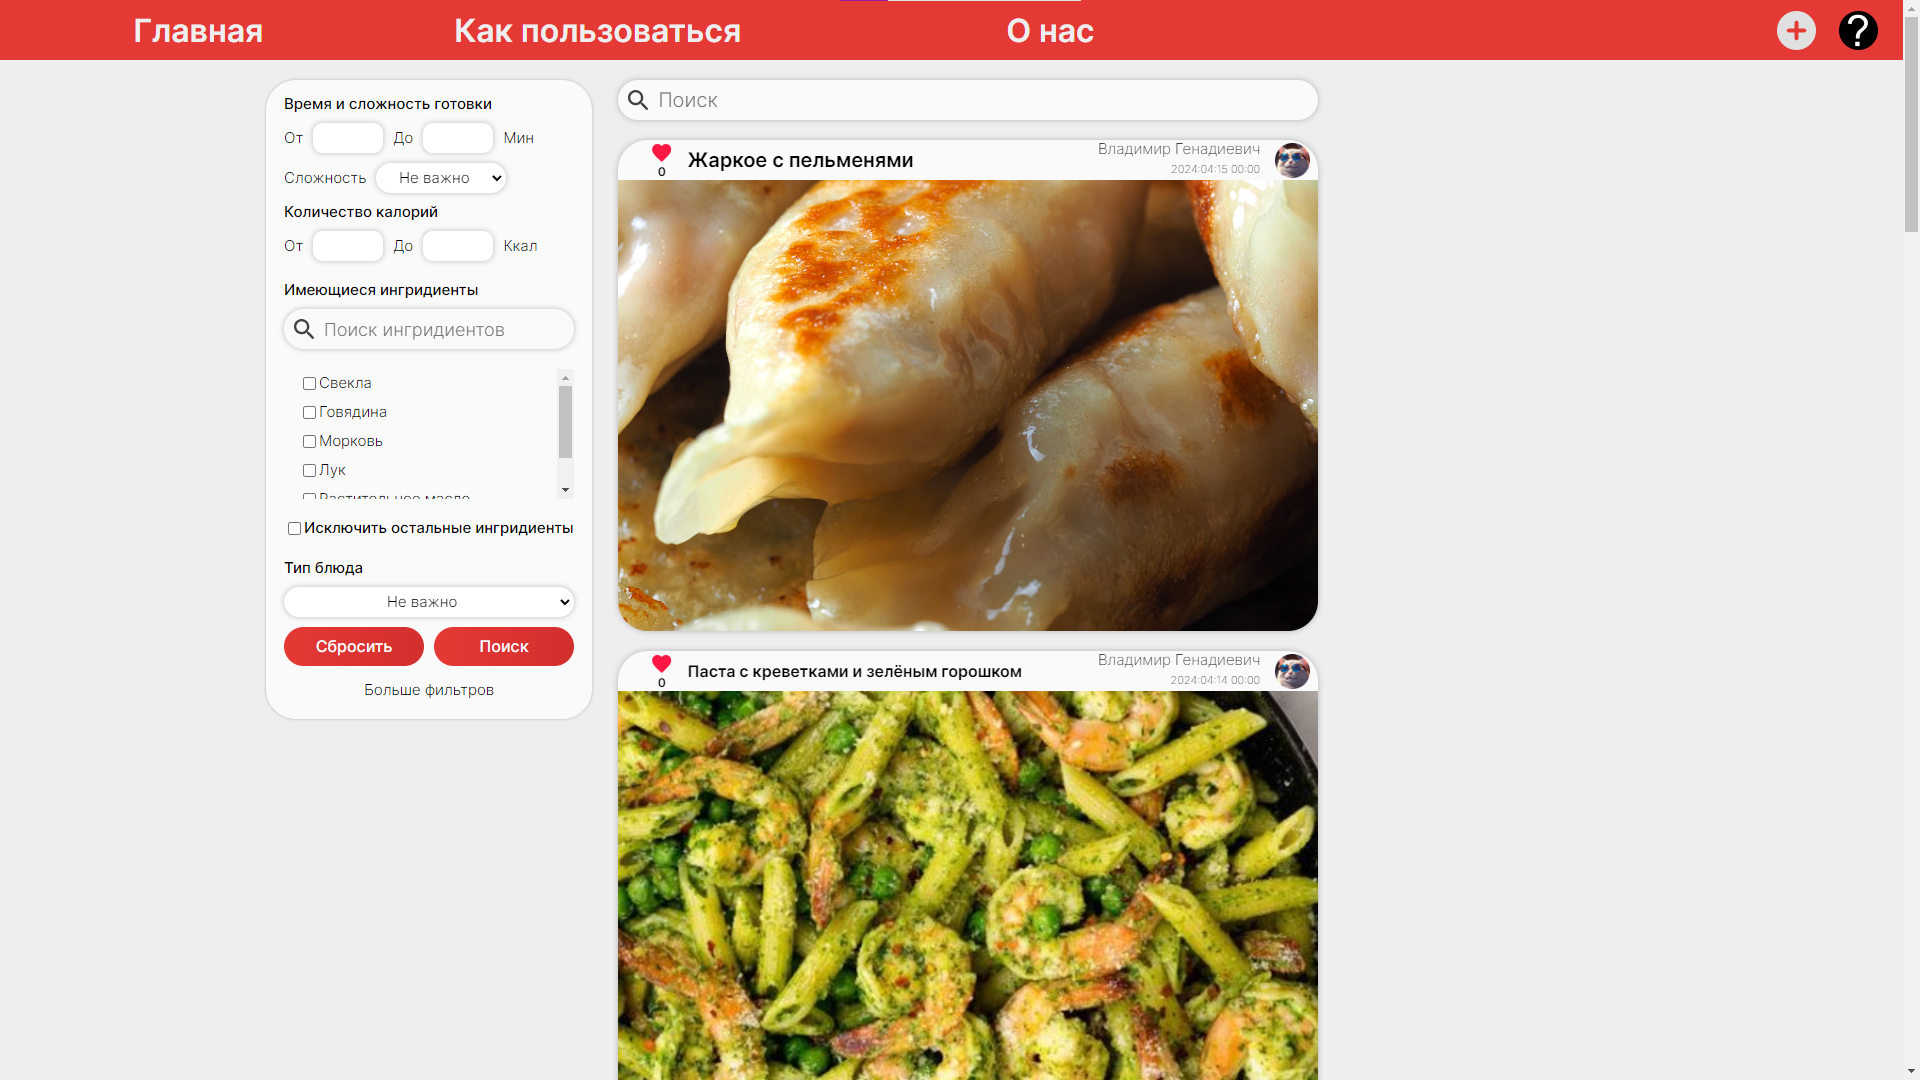 Главная
Как пользоваться
О нас
Время и сложность готовки
От До Мин
Сложность Не важно
Количество калорий
От До Ккал
Имеющиеся ингридиенты
Поиск ингридиентов
Свекла
Говядина
Морковь
Лук
Растительное масло
Исключить остальные ингридиенты
Тип блюда
Не важно
Сбросить Поиск
Больше фильтров
Поиск
0 Жаркое с пельменями
Владимир Генадиевич
2024:04:15 00:00
0 Паста с креветками и зелёным горошком
Владимир Генадиевич
2024:04:14 00:00